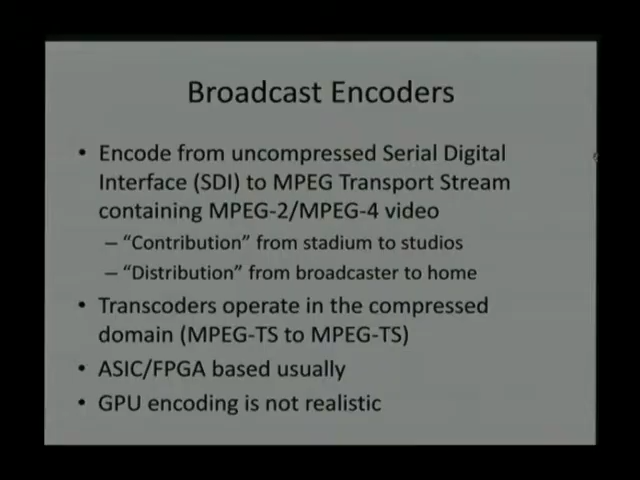 Broadcast Encoders
• Encode from uncompressed Serial Digital
Interface (SDI) to MPEG Transport Stream
containing MPEG-2/MPEG-4 video
– “Contribution” from stadium to studios
– “Distribution” from broadcaster to home
• Transcoders operate in the compressed
domain (MPEG-TS to MPEG-TS)
• ASIC/FPGA based usually
• GPU encoding is not realistic